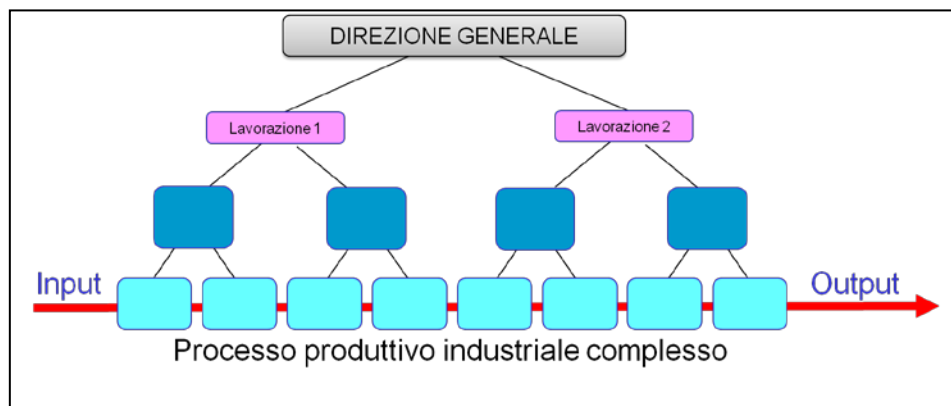 DIREZIONE GENERALE
Lavorazione 1
Lavorazione 2
Input
Output
Processo produttivo industriale complesso